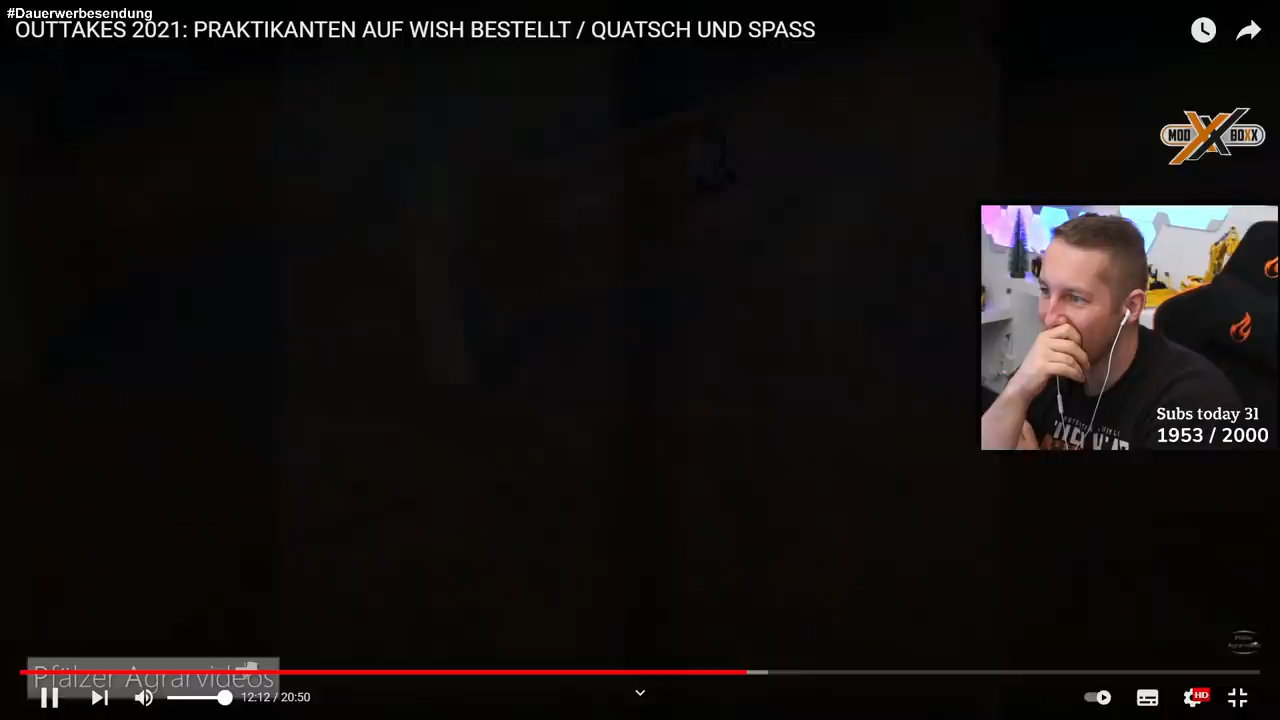 #Dauerwerbesendung
OUTTAKES 2021: PRAKTIKANTEN AUF WISH BESTELLT / QUATSCH UND SPASS
MOD BOXX
Subs today 31
1953 / 2000
Pfälzer Agrarvideos
12:12 / 20:50
HD